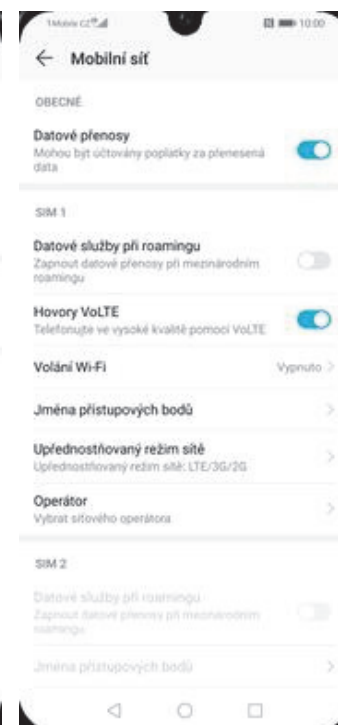 T-Mobile CZ 10:00
Mobilní síť
OBECNÉ
Datové přenosy
Mohou být účtovány poplatky za přenesená
data
SIM 1
Datové služby při roamingu
Zapnout datové přenosy při mezinárodním
roamingu
Hovory VoLTE
Telefonujte ve vysoké kvalitě pomocí VoLTE
Volání Wi-Fi Vypnuto
Jména přístupových bodů
Upřednostňovaný režim sítě
Upřednostňovaný režim sítě: LTE/3G/2G
Operátor
Vybrat síťového operátora
SIM 2
Datové služby při roamingu
Zapnout datové přenosy při mezinárodním
roamingu
Jména přístupových bodů